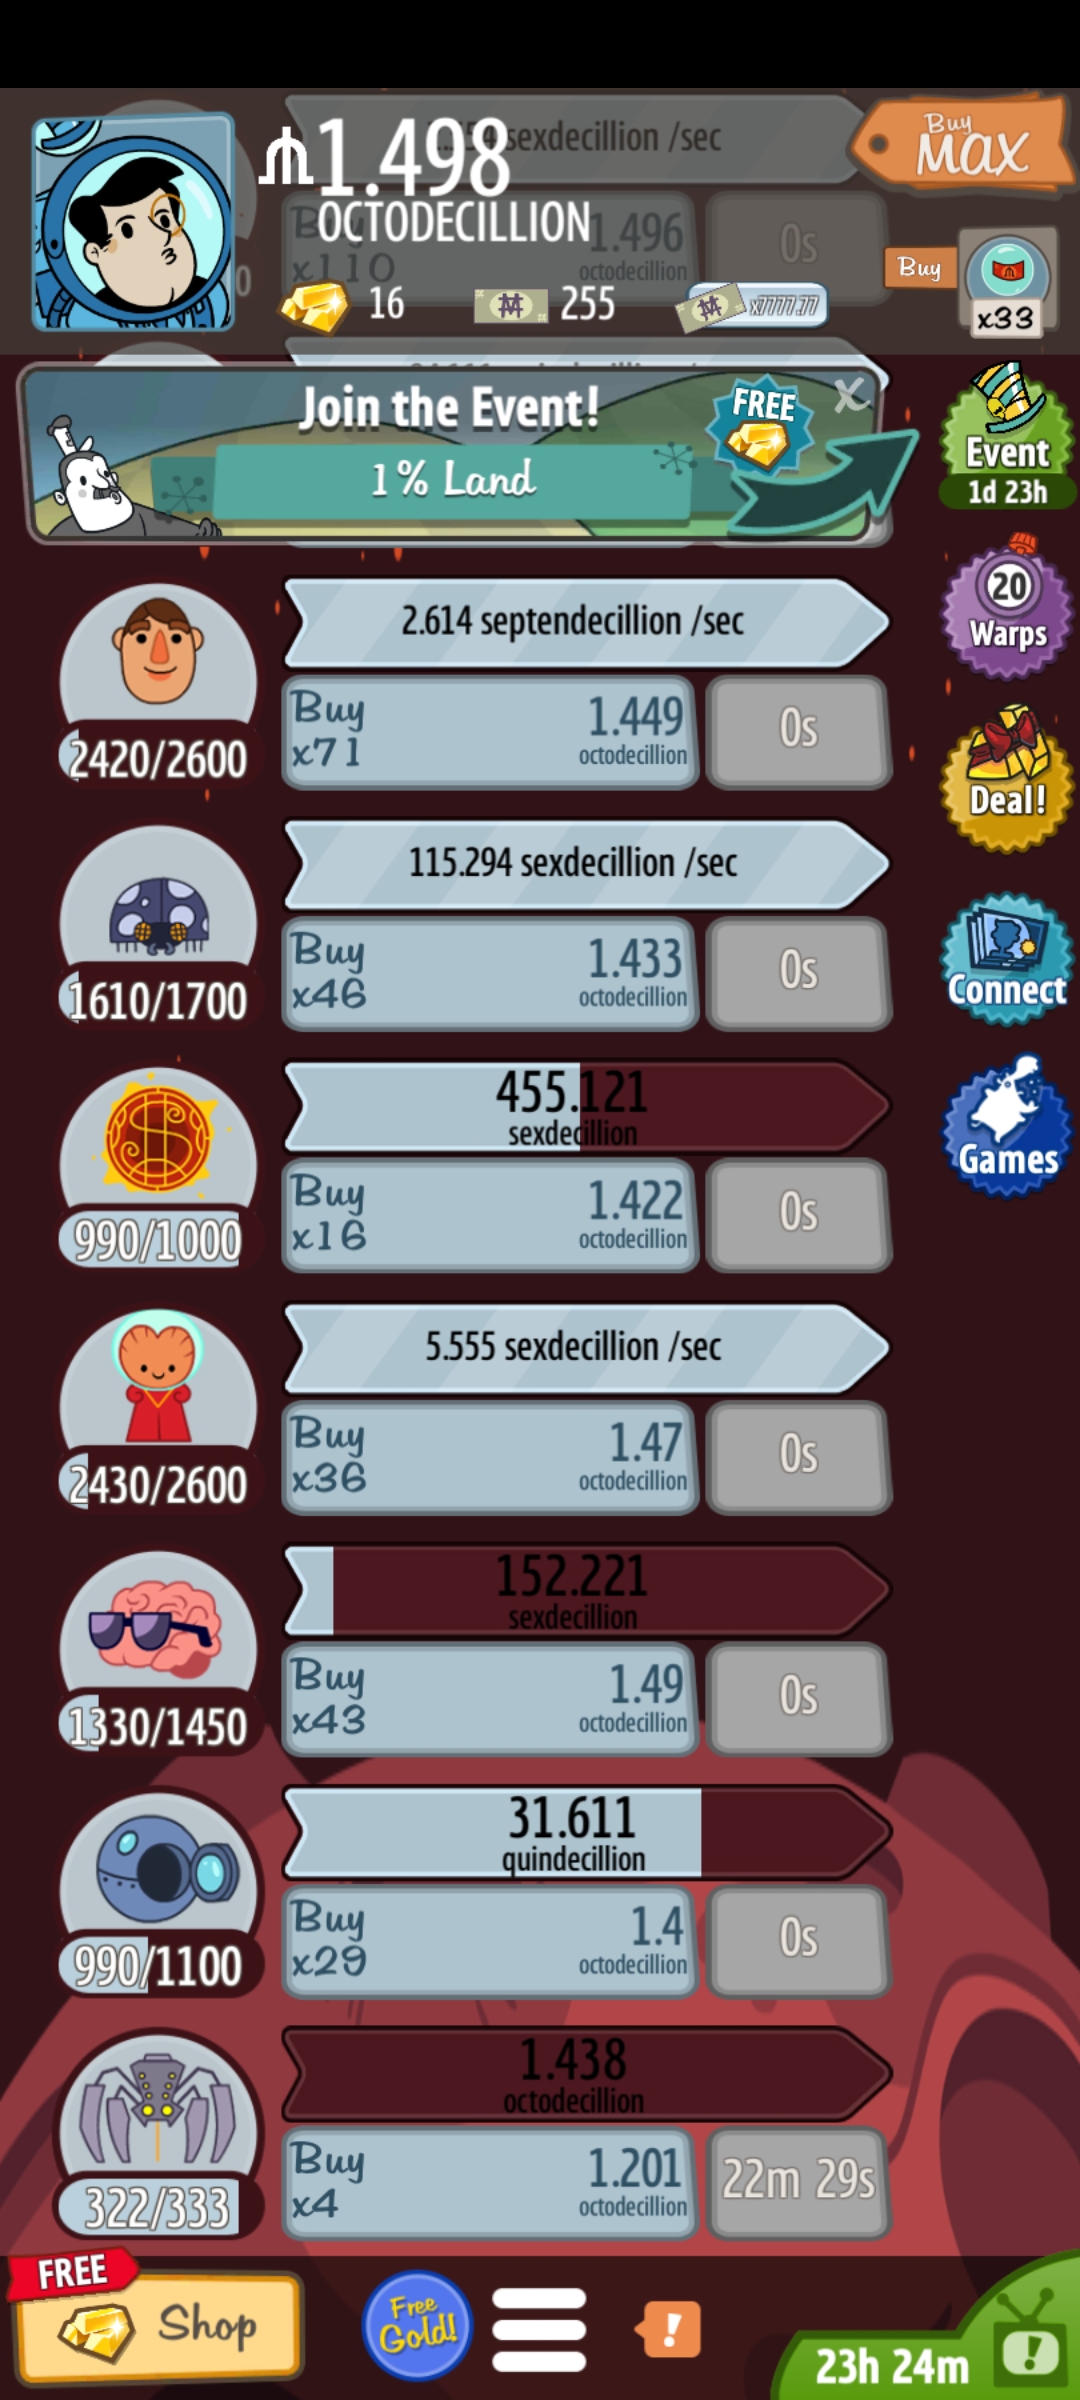 1.498
OCTODECILLION
sexdecillion /sec
Buy
MAX
Buy
x110
1.496
octodecillion
0s
16
255
x7777.77
Buy
x33
Join the Event!
1% Land
FREE
X
Event
1d 23h
20
Warps
Deal!
Connect
Games
2.614 septendecillion /sec
2420/2600
Buy
x71
1.449
octodecillion
0s
115.294 sexdecillion /sec
1610/1700
Buy
x46
1.433
octodecillion
0s
455.121
sexdecillion
990/1000
Buy
x16
1.422
octodecillion
0s
5.555 sexdecillion /sec
2430/2600
Buy
x36
1.47
octodecillion
0s
152.221
sexdecillion
1330/1450
Buy
x43
1.49
octodecillion
0s
31.611
quindecillion
990/1100
Buy
x29
1.4
octodecillion
0s
1.438
octodecillion
322/333
Buy
x4
1.201
octodecillion
22m 29s
FREE
Shop
Free
Gold!
!
23h 24m
!